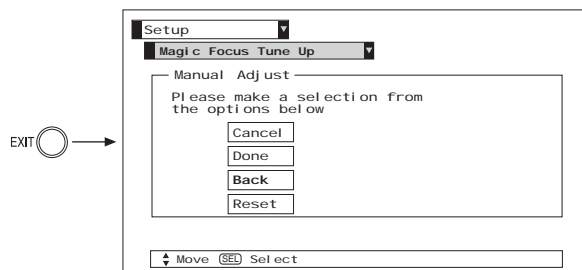 Setup
Magic Focus Tune Up
Manual Adjust
Please make a selection from
the options below
EXIT
Cancel
Done
Back
Reset
Move SEL Select